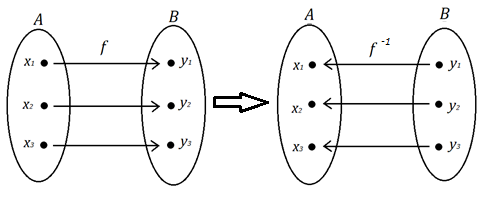 A f B
x₁ y₁
x₂ y₂
x₃ y₃
A f⁻¹ B
x₁ y₁
x₂ y₂
x₃ y₃